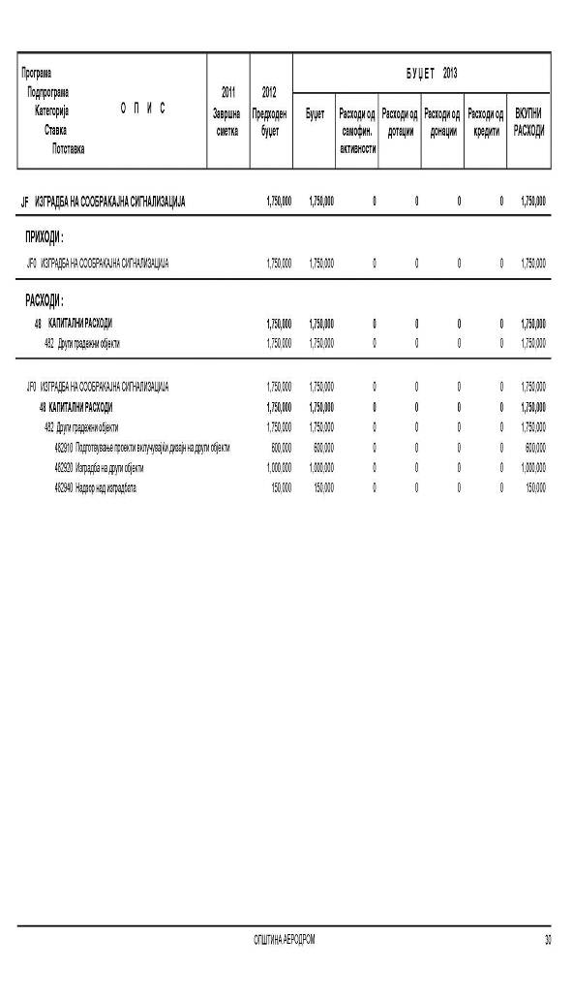 Програма
Подпрограма
Категорија
Ставка
Потставка
О П И С
2011
Завршна
сметка
2012
Предходен
буџет
Б У Џ Е Т 2013
Буџет
Расходи од
самофин.
активности
Расходи од
дотации
Расходи од
донации
Расходи од
кредити
ВКУПНИ
РАСХОДИ
JF ИЗГРАДБА НА СООБРАКАЈНА СИГНАЛИЗАЦИЈА 1,750,000 1,750,000 0 0 0 0 1,750,000
ПРИХОДИ :
JF0 ИЗГРАДБА НА СООБРАКАЈНА СИГНАЛИЗАЦИЈА 1,750,000 1,750,000 0 0 0 0 1,750,000
РАСХОДИ :
48 КАПИТАЛНИ РАСХОДИ 1,750,000 1,750,000 0 0 0 0 1,750,000
482 Други градежни објекти 1,750,000 1,750,000 0 0 0 0 1,750,000
JF0 ИЗГРАДБА НА СООБРАКАЈНА СИГНАЛИЗАЦИЈА 1,750,000 1,750,000 0 0 0 0 1,750,000
48 КАПИТАЛНИ РАСХОДИ 1,750,000 1,750,000 0 0 0 0 1,750,000
482 Други градежни објекти 1,750,000 1,750,000 0 0 0 0 1,750,000
482910 Подготвување проекти вклучувајќи дизајн на други објекти 600,000 600,000 0 0 0 0 600,000
482920 Изградба на други објекти 1,000,000 1,000,000 0 0 0 0 1,000,000
482940 Надзор над изградбата 150,000 150,000 0 0 0 0 150,000
ОПШТИНА АЕРОДРОМ 30